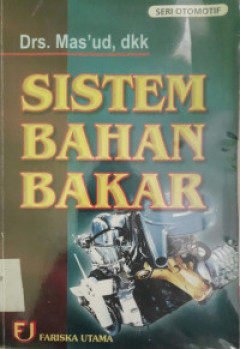 SERI OTOMOTIF
Drs. Mas'ud, dkk
SISTEM
BAHAN
BAKAR
FARISKA UTAMA